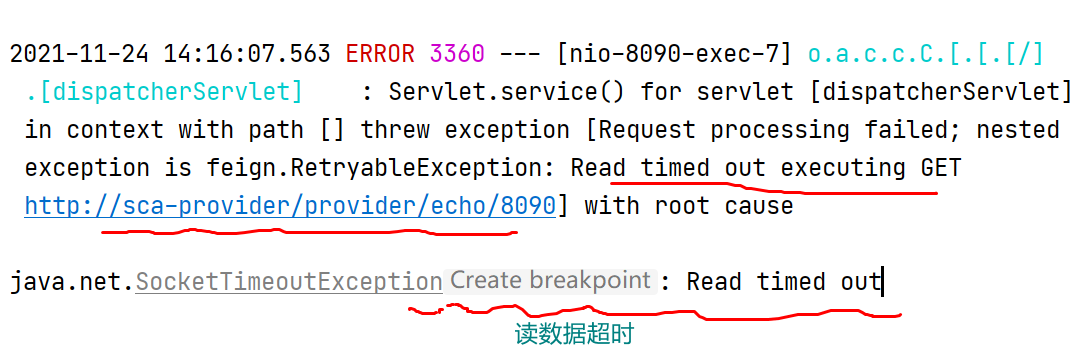 2021-11-24 14:16:07.563 ERROR 3360 --- [nio-8090-exec-7] o.a.c.c.C.[.[.[/]
.[dispatcherServlet]    : Servlet.service() for servlet [dispatcherServlet]
in context with path [] threw exception [Request processing failed; nested
exception is feign.RetryableException: Read timed out executing GET
http://sca-provider/provider/echo/8090] with root cause
java.net.SocketTimeoutException Create breakpoint : Read timed out
读数据超时